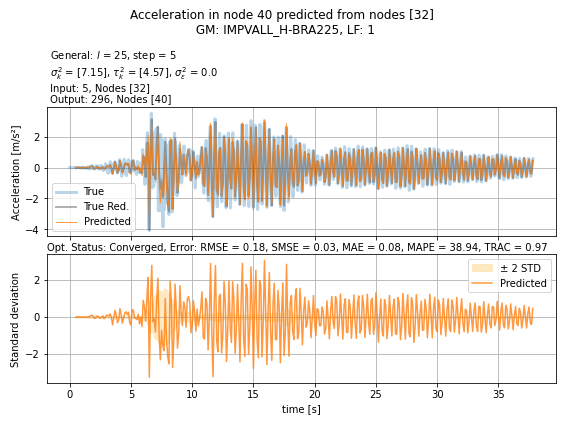 Acceleration in node 40 predicted from nodes [32]
GM: IMPVALL_H-BRA225, LF: 1
General: l = 25, step = 5
σ²ₖ = [7.15], τ²ₖ = [4.57], σ²ε = 0.0
Input: 5, Nodes [32]
Output: 296, Nodes [40]
Acceleration [m/s²]
2
0
−2
−4
True
True Red.
Predicted
Opt. Status: Converged, Error: RMSE = 0.18, SMSE = 0.03, MAE = 0.08, MAPE = 38.94, TRAC = 0.97
Standard deviation
2
0
−2
± 2 STD
Predicted
0 5 10 15 20 25 30 35
time [s]